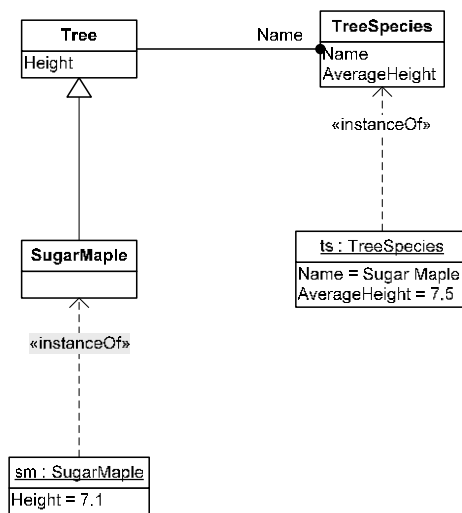 Tree
Height
Name
TreeSpecies
Name
AverageHeight
«instanceOf»
SugarMaple
ts : TreeSpecies
Name = Sugar Maple
AverageHeight = 7.5
«instanceOf»
sm : SugarMaple
Height = 7.1